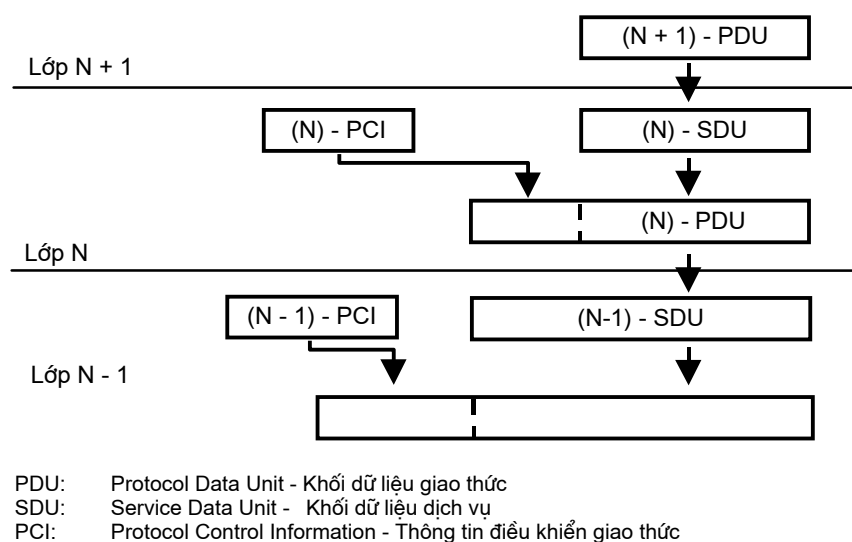 (N + 1) - PDU
Lớp N + 1
(N) - PCI
(N) - SDU
(N) - PDU
Lớp N
(N - 1) - PCI
(N-1) - SDU
Lớp N - 1
PDU: Protocol Data Unit - Khối dữ liệu giao thức
SDU: Service Data Unit - Khối dữ liệu dịch vụ
PCI: Protocol Control Information - Thông tin điều khiển giao thức